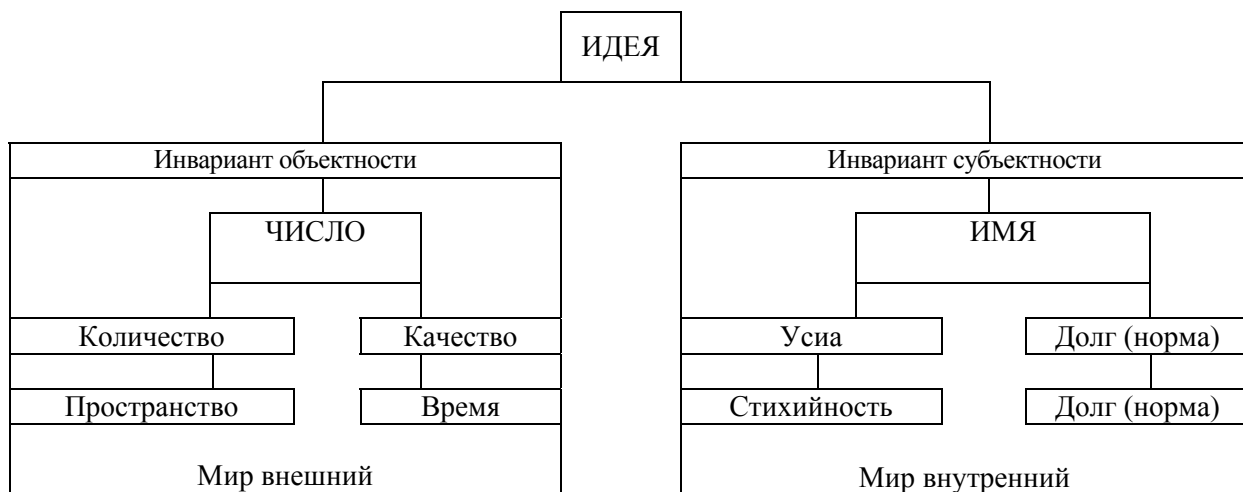 ИДЕЯ
Инвариант объектности
Инвариант субъектности
ЧИСЛО
ИМЯ
Количество
Качество
Усиа
Долг (норма)
Пространство
Время
Стихийность
Долг (норма)
Мир внешний
Мир внутренний